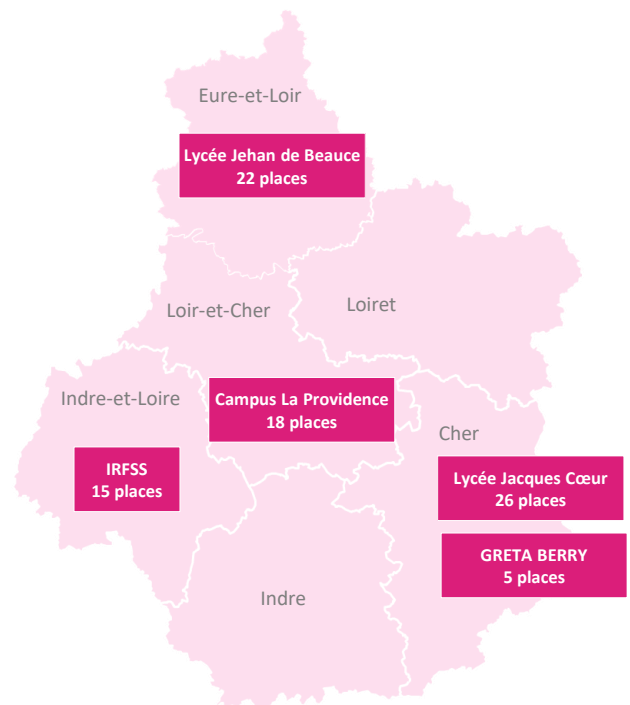 Eure-et-Loir
Lycée Jehan de Beauce
22 places
Loir-et-Cher
Loiret
Indre-et-Loire
Campus La Providence
18 places
Cher
IRFSS
15 places
Lycée Jacques Cœur
26 places
GRETA BERRY
5 places
Indre